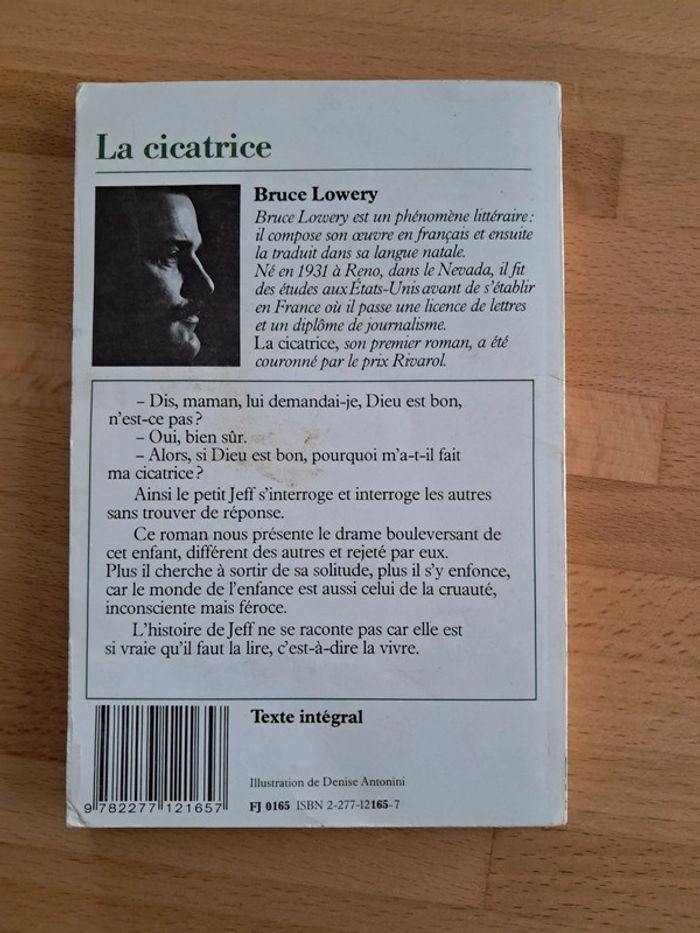 La cicatrice
Bruce Lowery
Bruce Lowery est un phénomène littéraire :
il compose son œuvre en français et ensuite
la traduit dans sa langue natale.
Né en 1931 à Reno, dans le Nevada, il fit
des études aux États-Unis avant de s'établir
en France où il passe une licence de lettres
et un diplôme de journalisme.
La cicatrice, son premier roman, a été
couronné par le prix Rivarol.
– Dis, maman, lui demandai-je, Dieu est bon,
n'est-ce pas ?
– Oui, bien sûr.
– Alors, si Dieu est bon, pourquoi m'a-t-il fait
ma cicatrice ?
Ainsi le petit Jeff s'interroge et interroge les autres
sans trouver de réponse.
Ce roman nous présente le drame bouleversant de
cet enfant, différent des autres et rejeté par eux.
Plus il cherche à sortir de sa solitude, plus il s'y enfonce,
car le monde de l'enfance est aussi celui de la cruauté,
inconsciente mais féroce.
L'histoire de Jeff ne se raconte pas car elle est
si vraie qu'il faut la lire, c'est-à-dire la vivre.
Texte intégral
Illustration de Denise Antonini
FJ 0165 ISBN 2-277-12165-7
9 782277 121657